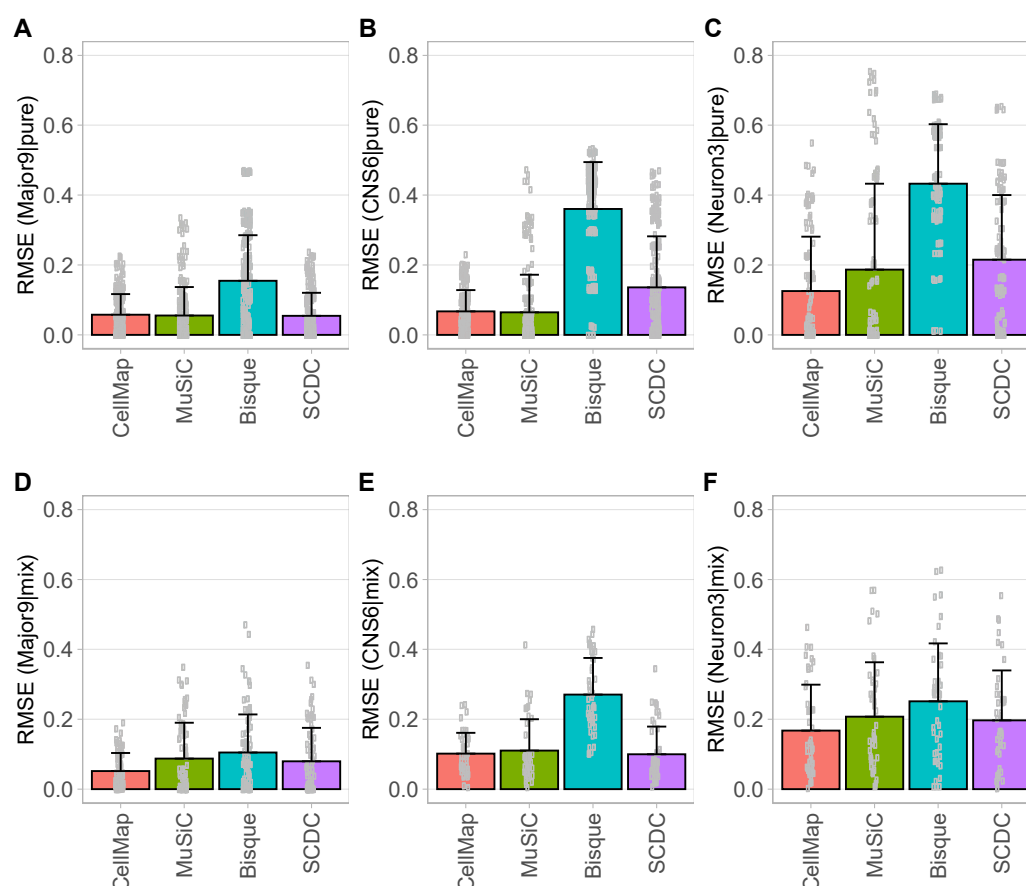 A
RMSE (Major9|pure)
0.8
0.6
0.4
0.2
0.0
CellMap
MuSiC
Bisque
SCDC
B
RMSE (CNS6|pure)
0.8
0.6
0.4
0.2
0.0
CellMap
MuSiC
Bisque
SCDC
C
RMSE (Neuron3|pure)
0.8
0.6
0.4
0.2
0.0
CellMap
MuSiC
Bisque
SCDC
D
RMSE (Major9|mix)
0.8
0.6
0.4
0.2
0.0
CellMap
MuSiC
Bisque
SCDC
E
RMSE (CNS6|mix)
0.8
0.6
0.4
0.2
0.0
CellMap
MuSiC
Bisque
SCDC
F
RMSE (Neuron3|mix)
0.8
0.6
0.4
0.2
0.0
CellMap
MuSiC
Bisque
SCDC